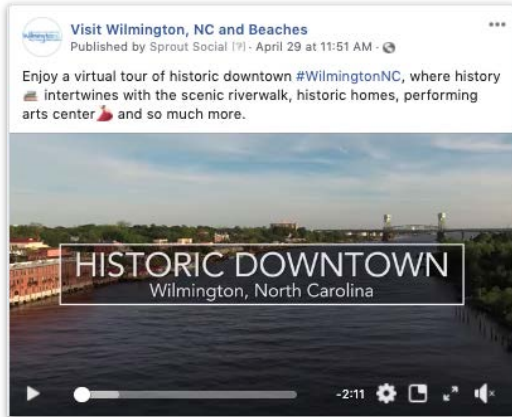 Visit Wilmington, NC and Beaches
Published by Sprout Social [?] · April 29 at 11:51 AM ·
Enjoy a virtual tour of historic downtown #WilmingtonNC, where history
intertwines with the scenic riverwalk, historic homes, performing
arts center 💃 and so much more.
HISTORIC DOWNTOWN
Wilmington, North Carolina
-2:11